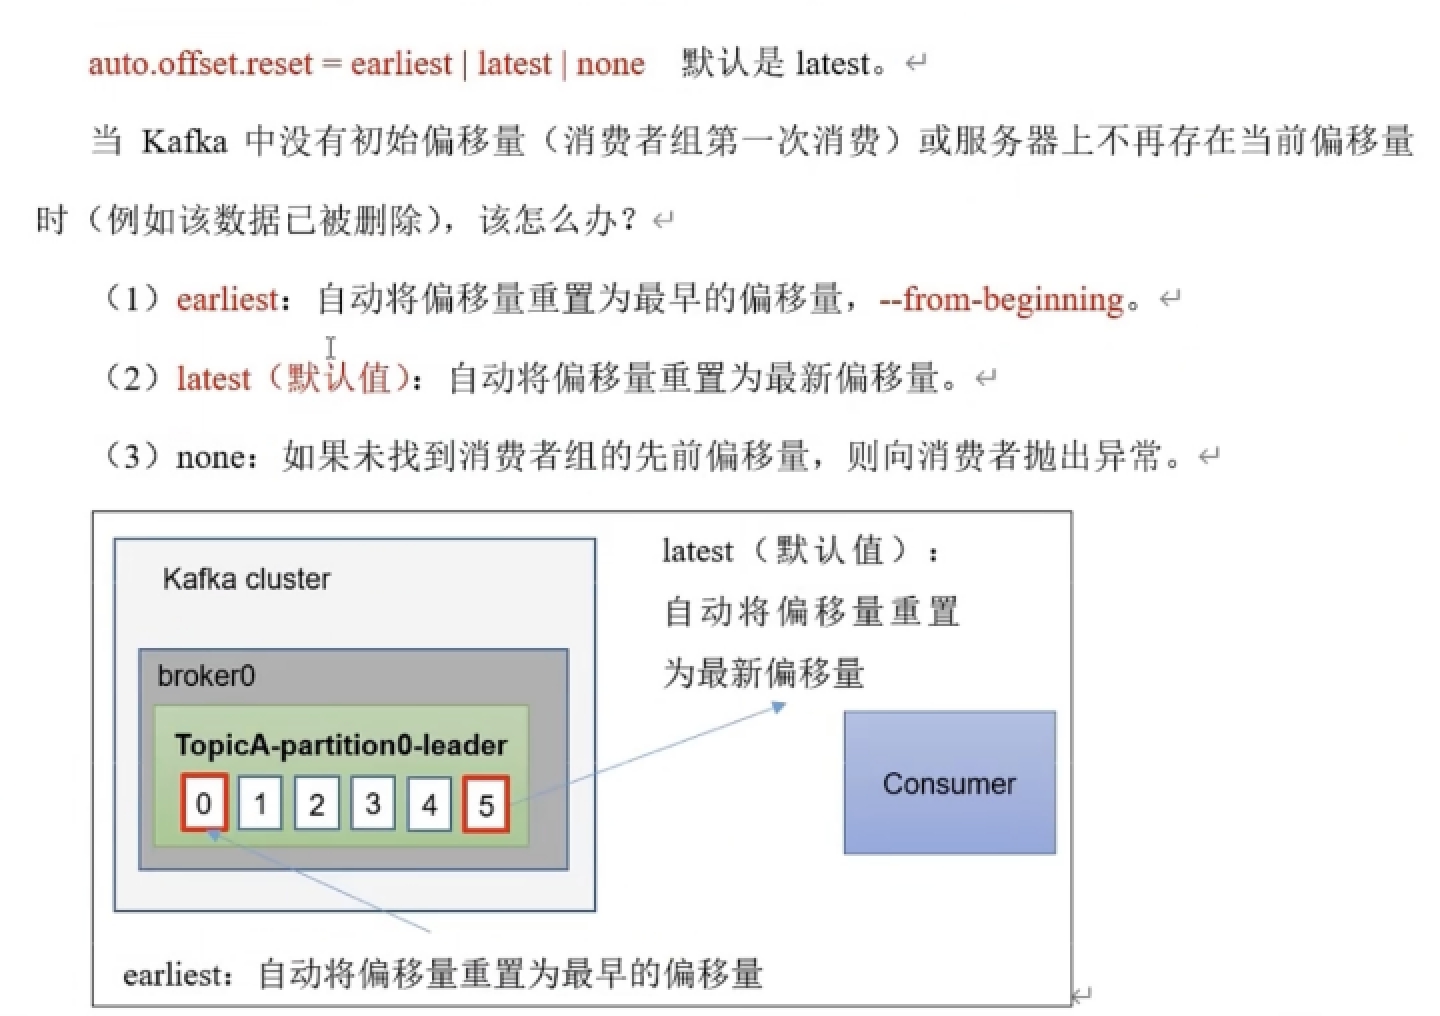 auto.offset.reset = earliest | latest | none 默认是 latest。↵
当 Kafka 中没有初始偏移量（消费者组第一次消费）或服务器上不再存在当前偏移量
时（例如该数据已被删除），该怎么办？↵
（1）earliest：自动将偏移量重置为最早的偏移量，--from-beginning。↵
（2）latest（默认值）：自动将偏移量重置为最新偏移量。↵
（3）none：如果未找到消费者组的先前偏移量，则向消费者抛出异常。↵
Kafka cluster
broker0
TopicA-partition0-leader
0 1 2 3 4 5
latest（默认值）：
自动将偏移量重置
为最新偏移量
Consumer
earliest：自动将偏移量重置为最早的偏移量
↵